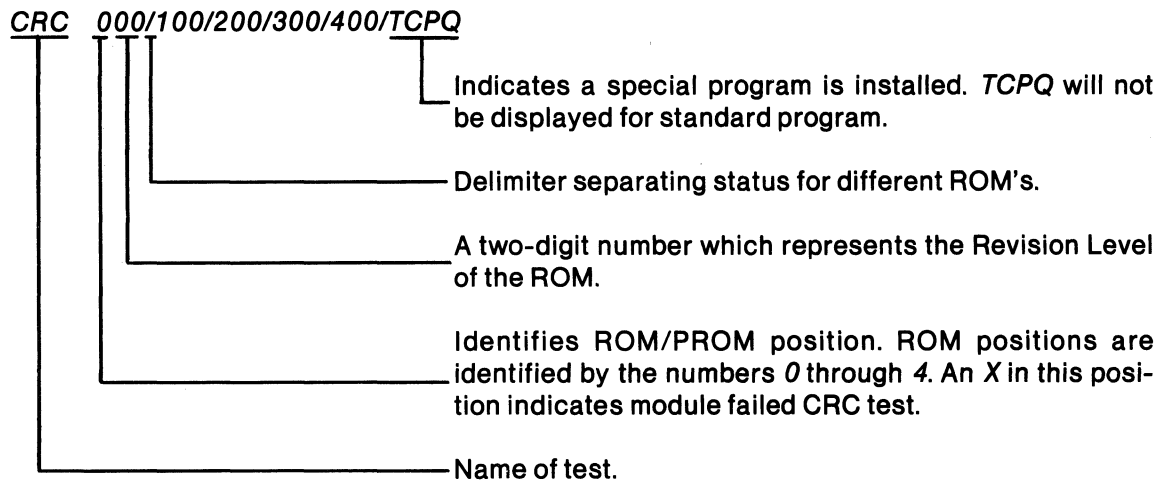 CRC 000/100/200/300/400/TCPQ
Indicates a special program is installed. TCPQ will not
be displayed for standard program.
Delimiter separating status for different ROM's.
A two-digit number which represents the Revision Level
of the ROM.
Identifies ROM/PROM position. ROM positions are
identified by the numbers 0 through 4. An X in this posi-
tion indicates module failed CRC test.
Name of test.